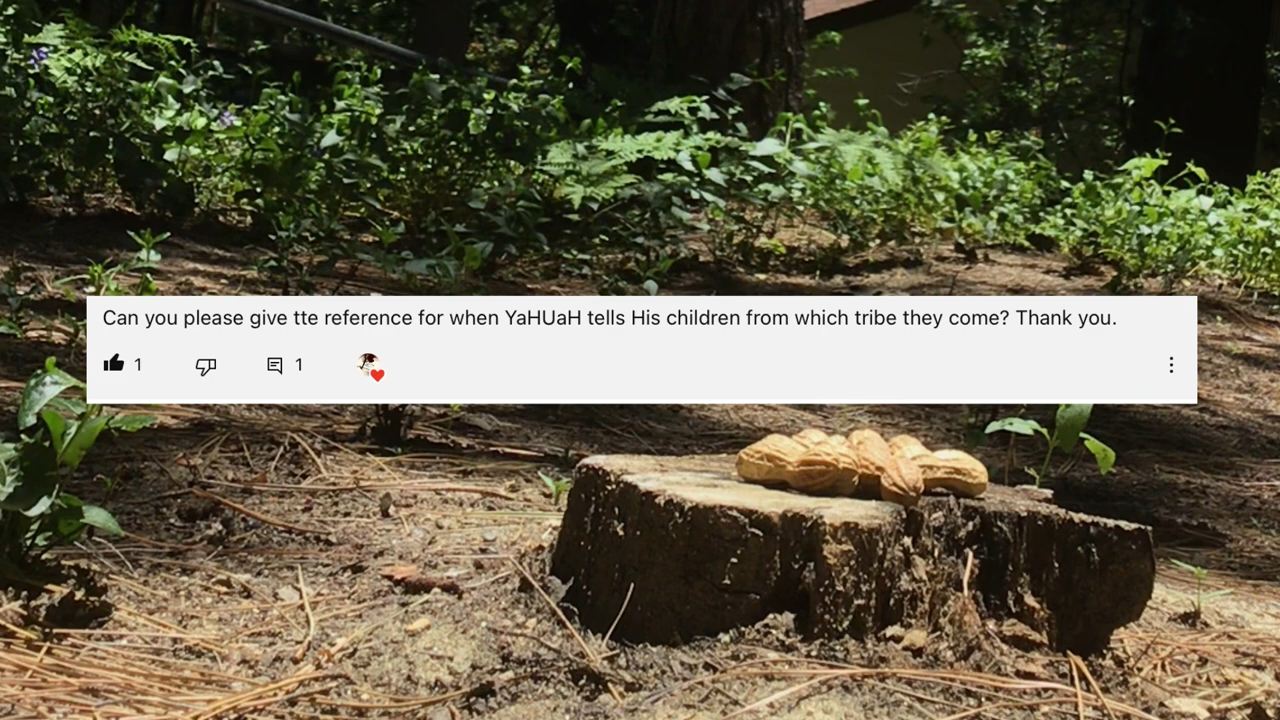 Can you please give tte reference for when YaHUaH tells His children from which tribe they come? Thank you.
1
1